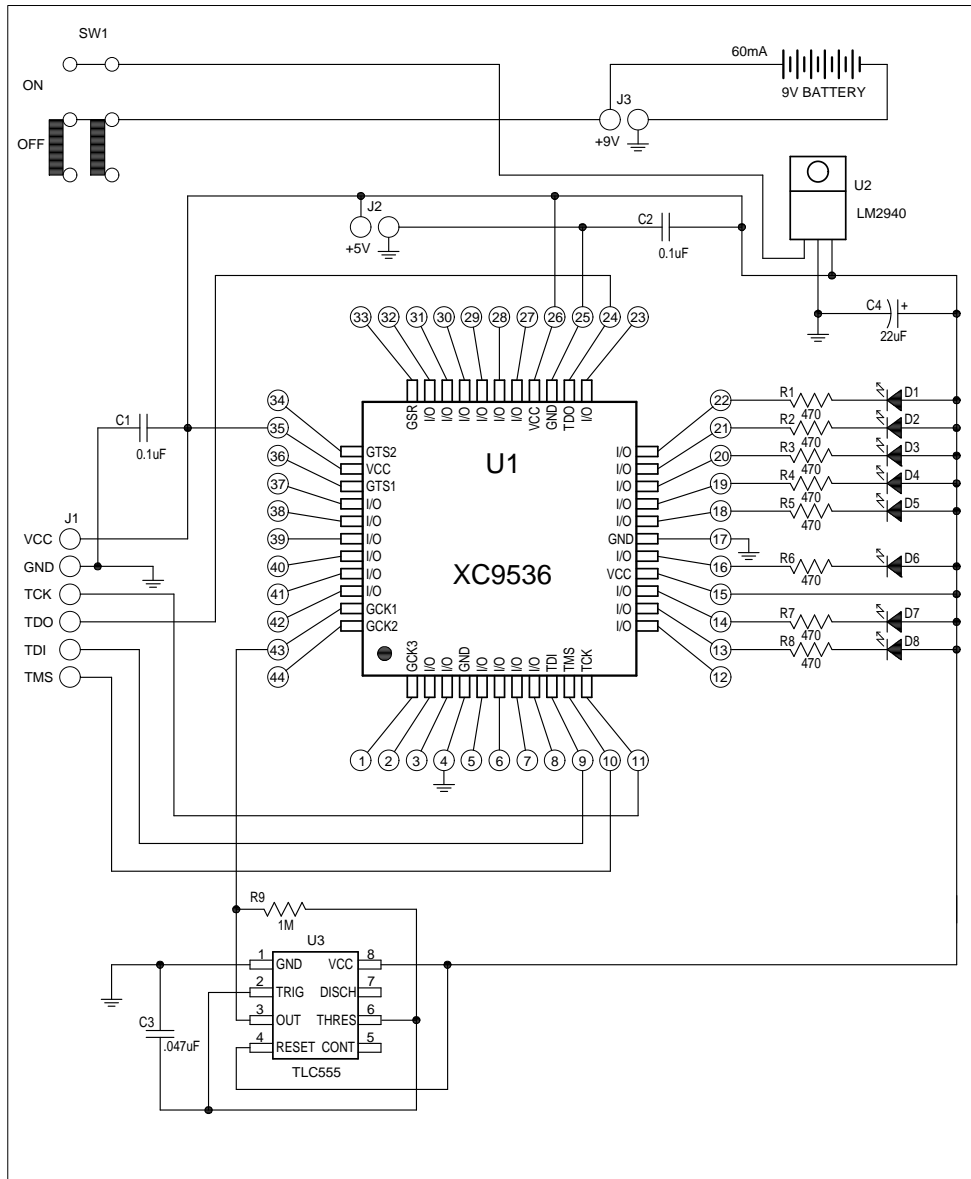 SW1
ON
OFF
60mA
9V BATTERY
J3
+9V
U2
LM2940
J2
+5V
C2
0.1uF
C4
+
22uF
33 32 31 30 29 28 27 26 25 24 23
GSR I/O I/O I/O I/O I/O I/O VCC GND TDO I/O
C1
0.1uF
34 GTS2
35 VCC
36 GTS1
37 I/O
38 I/O
39 I/O
40 I/O
41 I/O
42 I/O
43 GCK1
44 GCK2
U1
XC9536
I/O 22 R1 470 D1
I/O 21 R2 470 D2
I/O 20 R3 470 D3
I/O 19 R4 470 D4
I/O 18 R5 470 D5
GND 17
I/O 16 R6 470 D6
VCC 15
I/O 14 R7 470 D7
I/O 13 R8 470 D8
I/O 12
J1
VCC
GND
TCK
TDO
TDI
TMS
GCK3 I/O I/O GND I/O I/O I/O I/O TDI TMS TCK
1 2 3 4 5 6 7 8 9 10 11
R9
1M
U3
1 GND VCC 8
2 TRIG DISCH 7
3 OUT THRES 6
4 RESET CONT 5
TLC555
C3
.047uF